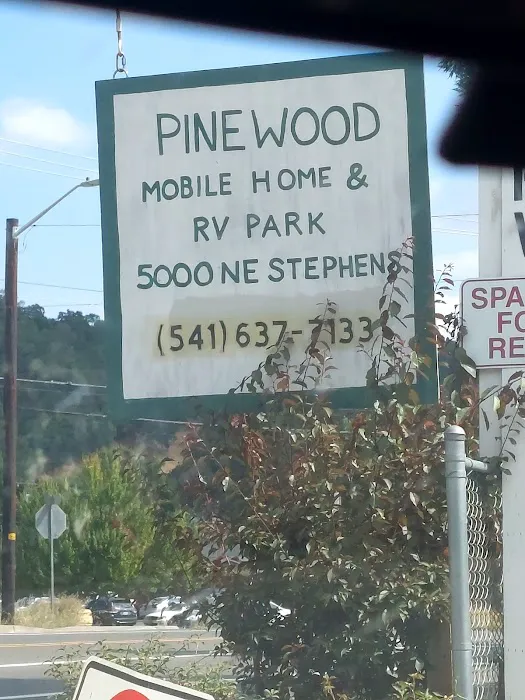 PINEWOOD
MOBILE HOME &
RV PARK
5000 NE STEPHENS
(541) 637-7133
SPA
FO
RE